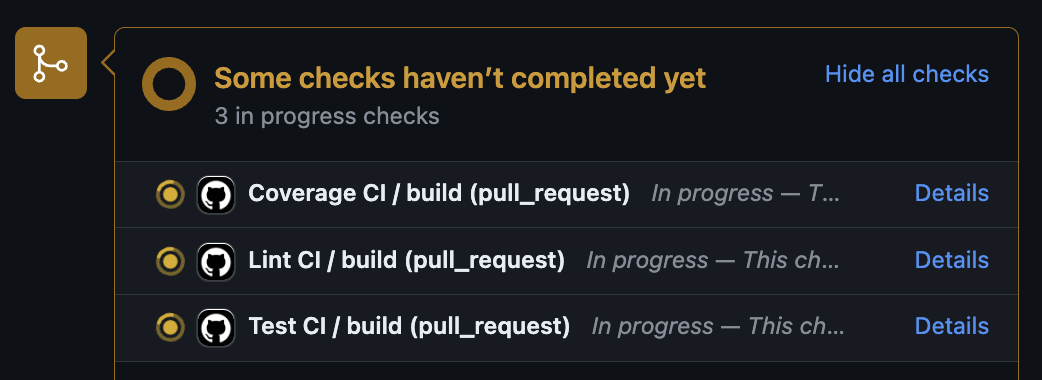 Some checks haven’t completed yet
Hide all checks
3 in progress checks
Coverage CI / build (pull_request) In progress — T... Details
Lint CI / build (pull_request) In progress — This ch... Details
Test CI / build (pull_request) In progress — This ch... Details